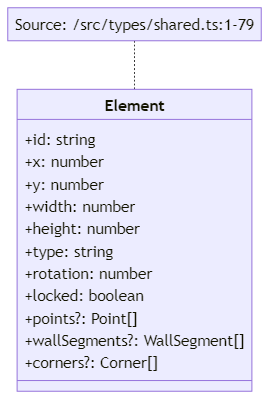 Source: /src/types/shared.ts:1-79
Element
+id: string
+x: number
+y: number
+width: number
+height: number
+type: string
+rotation: number
+locked: boolean
+points?: Point[]
+wallSegments?: WallSegment[]
+corners?: Corner[]